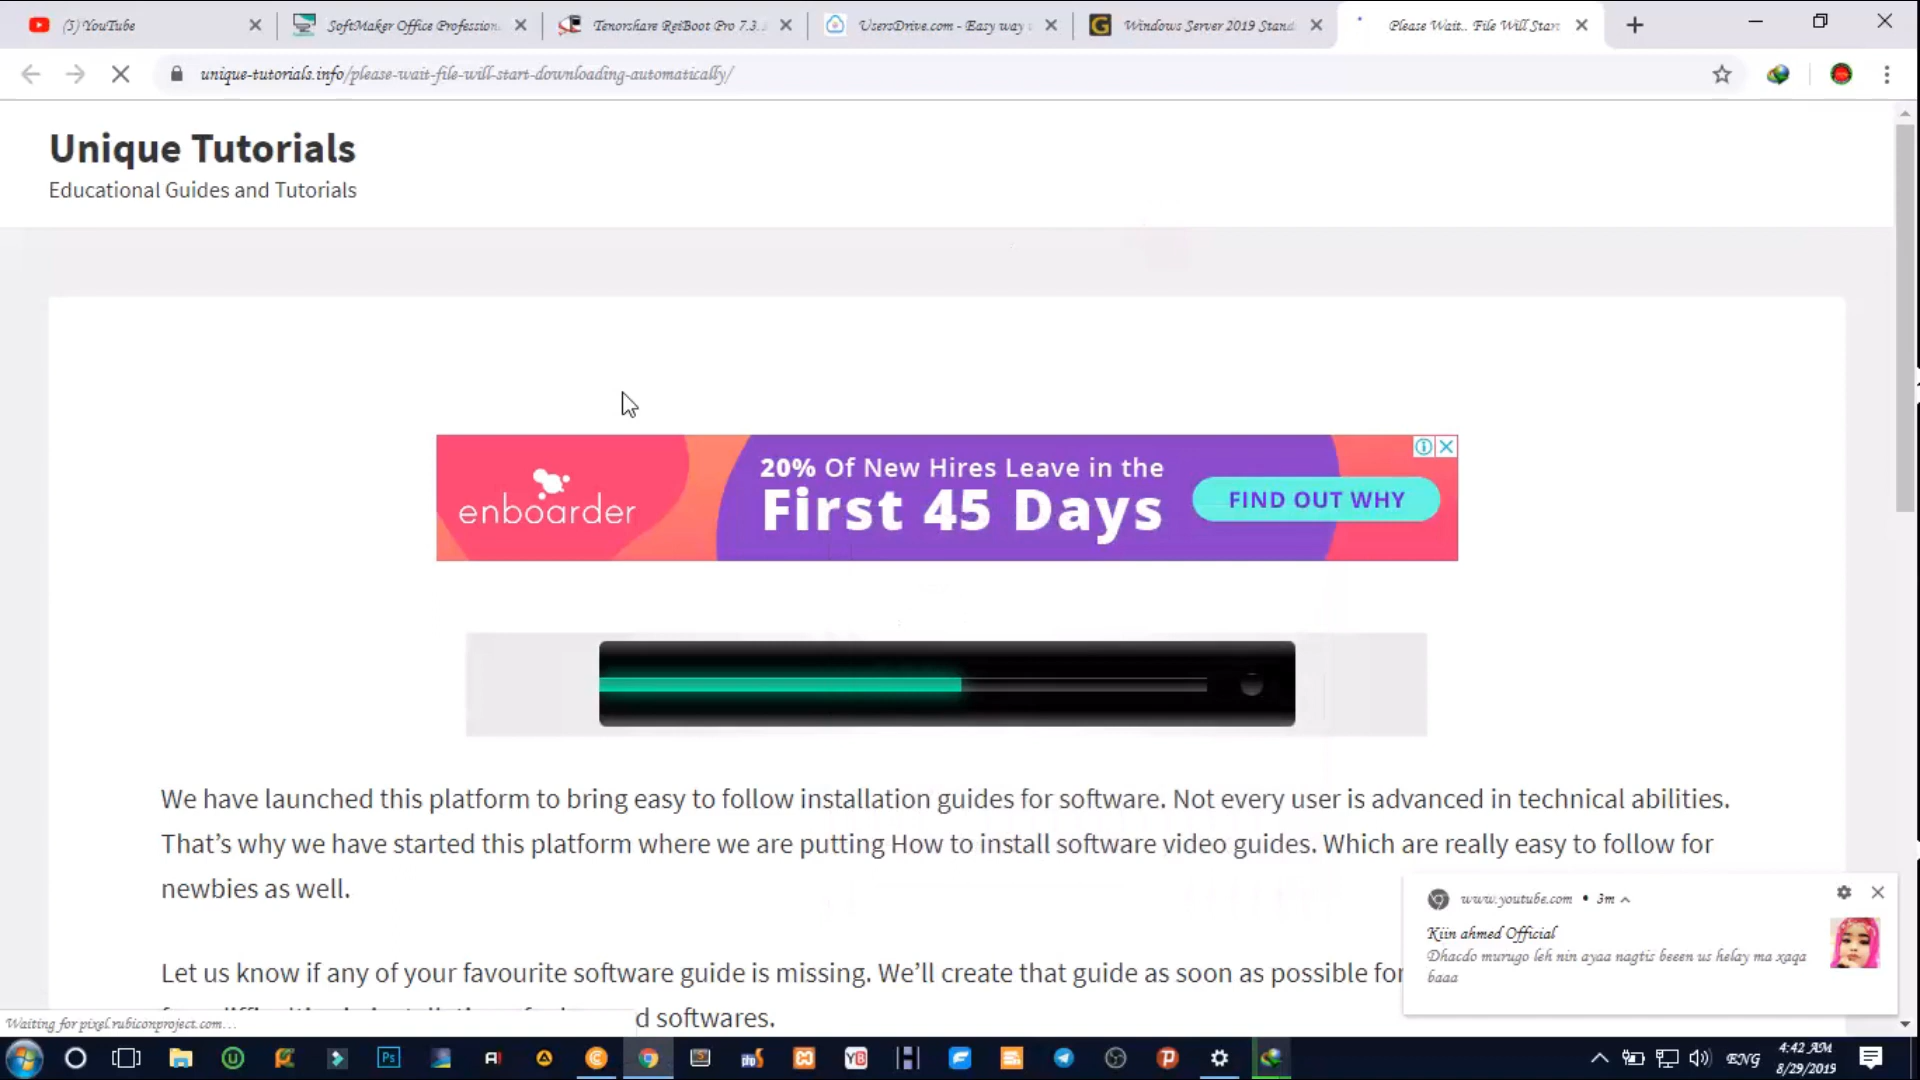 (5) YouTube
SoftMaker Office Profession
Tenorshare ReiBoot Pro 7.3.
UsersDrive.com - Easy way
Windows Server 2019 Stand
Please Wait.. File Will Start
unique-tutorials.info/please-wait-file-will-start-downloading-automatically/
Unique Tutorials
Educational Guides and Tutorials
enboarder
20% Of New Hires Leave in the
First 45 Days
FIND OUT WHY
We have launched this platform to bring easy to follow installation guides for software. Not every user is advanced in technical abilities.
That’s why we have started this platform where we are putting How to install software video guides. Which are really easy to follow for
newbies as well.
Let us know if any of your favourite software guide is missing. We’ll create that guide as soon as possible for
d softwares.
www.youtube.com • 3m
Kiin ahmed Official
Dhacdo murugo leh nin ayaa nagtis beeen us helay ma xaqa
baaa
Waiting for pixel.rubiconproject.com...
Ps
YB
ENG
4:42 AM
8/29/2019